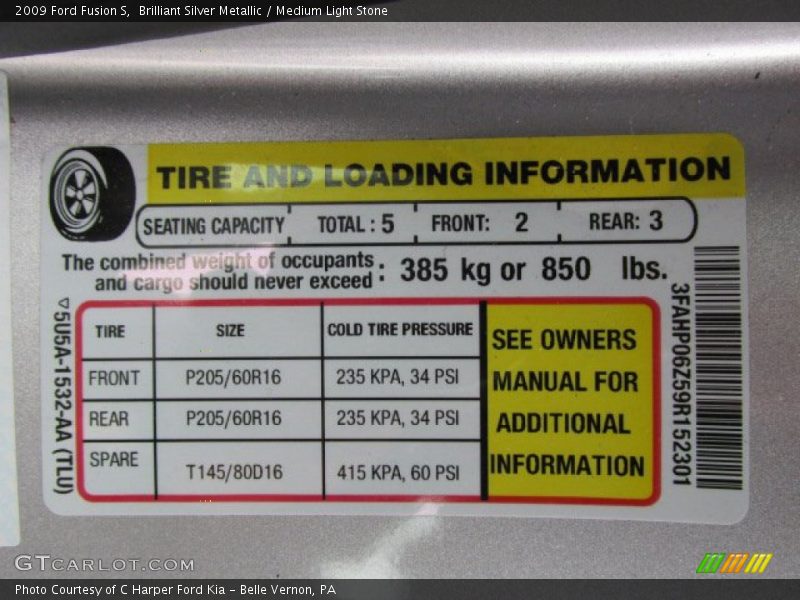 2009 Ford Fusion S,  Brilliant Silver Metallic / Medium Light Stone
TIRE AND LOADING INFORMATION
SEATING CAPACITY TOTAL : 5 FRONT: 2 REAR: 3
The combined weight of occupants
and cargo should never exceed : 385 kg or 850 lbs.
TIRE SIZE COLD TIRE PRESSURE
FRONT P205/60R16 235 KPA, 34 PSI
REAR P205/60R16 235 KPA, 34 PSI
SPARE T145/80D16 415 KPA, 60 PSI
SEE OWNERS
MANUAL FOR
ADDITIONAL
INFORMATION
▽5U5A-1532-AA (TLU)
3FAHP06Z59R152301
GTCARLOT.COM
Photo Courtesy of C Harper Ford Kia - Belle Vernon, PA